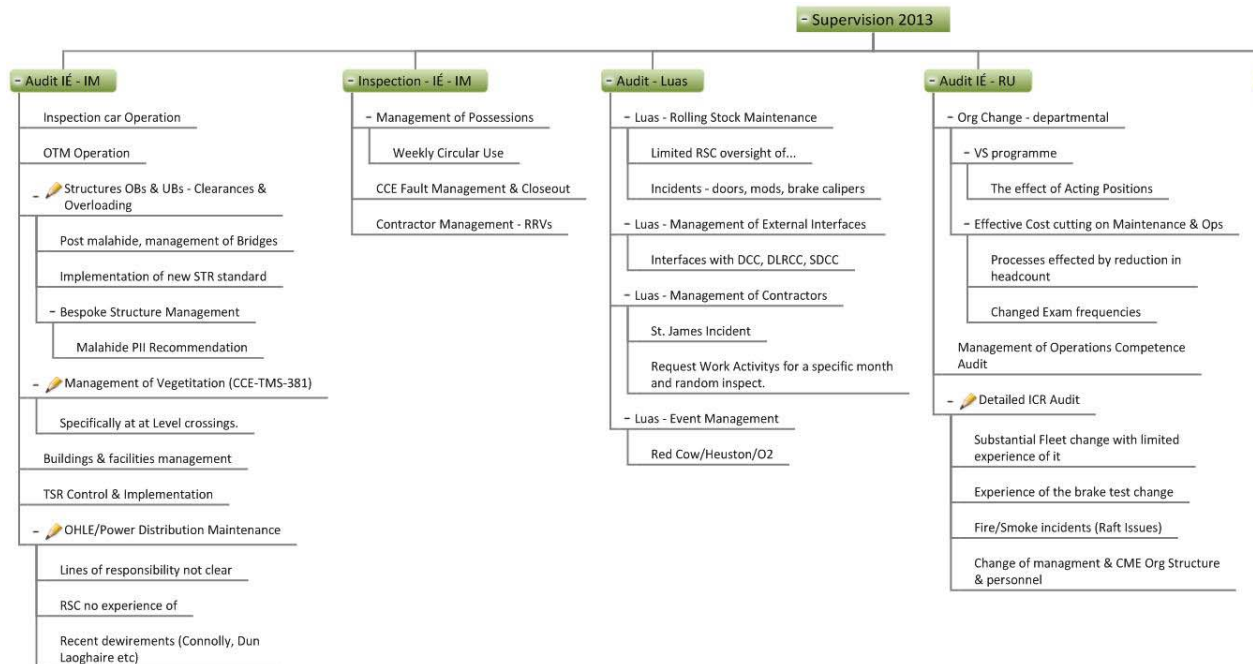 Supervision 2013
Audit IÉ - IM
Inspection car Operation
OTM Operation
Structures OBs & UBs - Clearances &
Overloading
Post malahide, management of Bridges
Implementation of new STR standard
Bespoke Structure Management
Malahide PII Recommendation
Management of Vegetitation (CCE-TMS-381)
Specifically at at Level crossings.
Buildings & facilities management
TSR Control & Implementation
OHLE/Power Distribution Maintenance
Lines of responsibility not clear
RSC no experience of
Recent dewirements (Connolly, Dun
Laoghaire etc)
Inspection - IÉ - IM
Management of Possessions
Weekly Circular Use
CCE Fault Management & Closeout
Contractor Management - RRVs
Audit - Luas
Luas - Rolling Stock Maintenance
Limited RSC oversight of...
Incidents - doors, mods, brake calipers
Luas - Management of External Interfaces
Interfaces with DCC, DLRCC, SDCC
Luas - Management of Contractors
St. James Incident
Request Work Activitys for a specific month
and random inspect.
Luas - Event Management
Red Cow/Heuston/O2
Audit IÉ - RU
Org Change - departmental
VS programme
The effect of Acting Positions
Effective Cost cutting on Maintenance & Ops
Processes effected by reduction in
headcount
Changed Exam frequencies
Management of Operations Competence
Audit
Detailed ICR Audit
Substantial Fleet change with limited
experience of it
Experience of the brake test change
Fire/Smoke incidents (Raft Issues)
Change of managment & CME Org Structure
& personnel